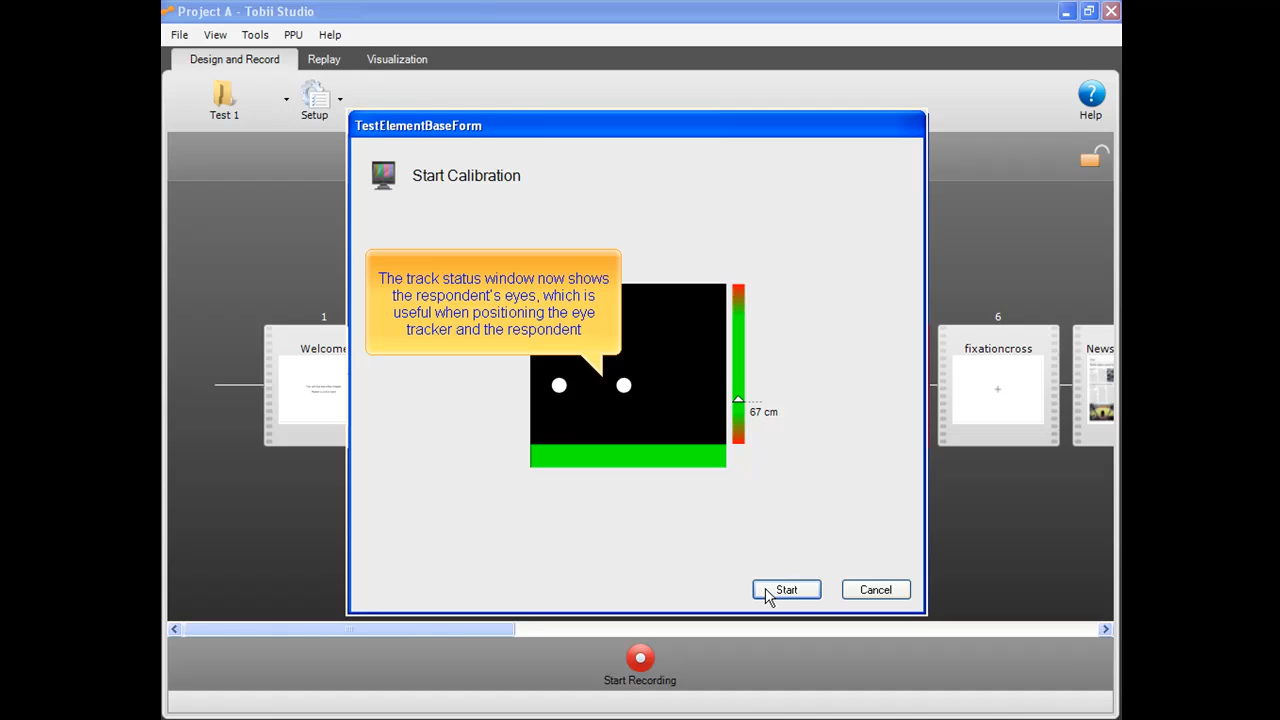 Project A - Tobii Studio
File View Tools PPU Help
Design and Record Replay Visualization
Test 1 Setup Help
TestElementBaseForm
Start Calibration
The track status window now shows
the respondent's eyes, which is
useful when positioning the eye
tracker and the respondent
1
6
Welcome
fixationcross
News
67 cm
Start Cancel
Start Recording